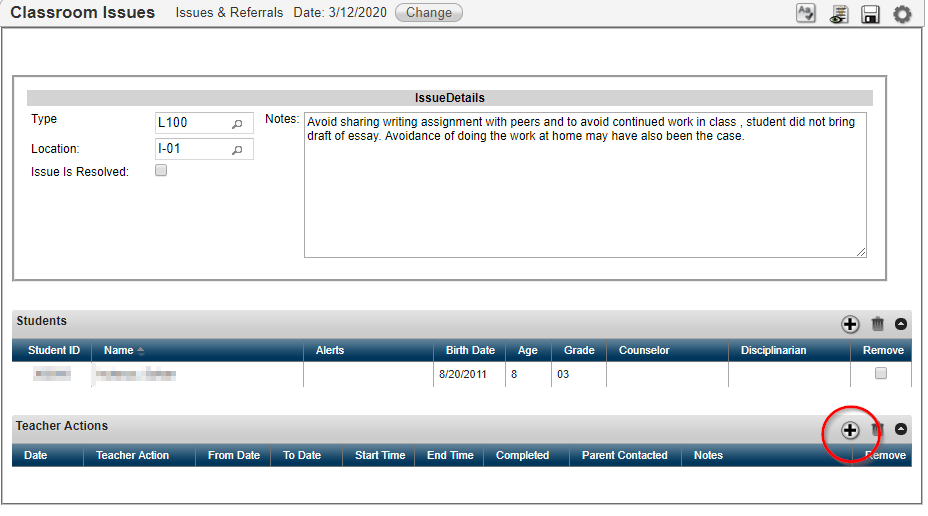 Classroom Issues Issues & Referrals Date: 3/12/2020 Change
IssueDetails
Type L100 Notes: Avoid sharing writing assignment with peers and to avoid continued work in class , student did not bring
draft of essay. Avoidance of doing the work at home may have also been the case.
Location: I-01
Issue Is Resolved:
Students
Student ID Name Alerts Birth Date Age Grade Counselor Disciplinarian Remove
8/20/2011 8 03
Teacher Actions
Date Teacher Action From Date To Date Start Time End Time Completed Parent Contacted Notes Remove